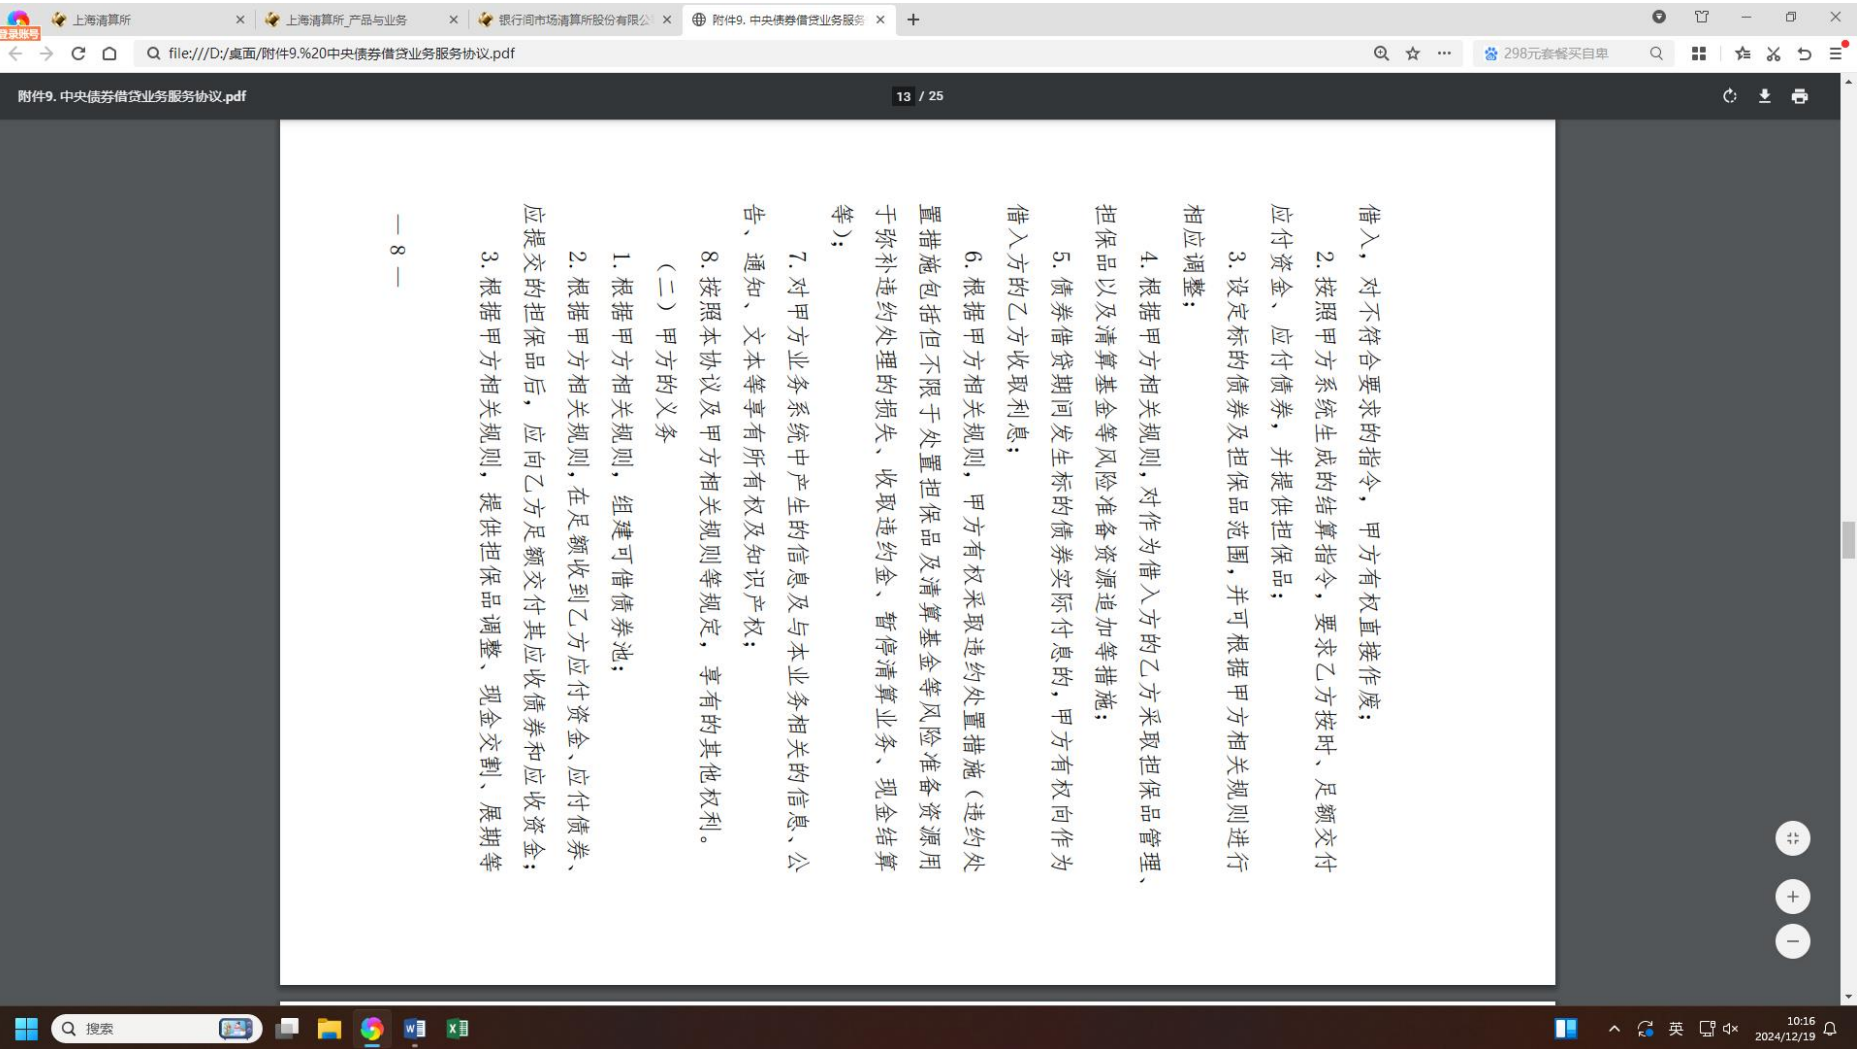 上海清算所
上海清算所_产品与业务
银行间市场清算所股份有限公
附件9. 中央债券借贷业务服务
登录账号
file:///D:/桌面/附件9.%20中央债券借贷业务服务协议.pdf
298元套餐买自卑
附件9. 中央债券借贷业务服务协议.pdf
13 / 25
借入，对不符合要求的指令，甲方有权直接作废；
2. 按照甲方系统生成的结算指令，要求乙方按时、足额交付
应付资金、应付债券，并提供担保品；
3. 设定标的债券及担保品范围，并可根据甲方相关规则进行
相应调整；
4. 根据甲方相关规则，对作为借入方的乙方采取担保品管理、
担保品以及清算基金等风险准备资源追加等措施；
5. 债券借贷期间发生标的债券实际付息的，甲方有权向作为
借入方的乙方收取利息；
6. 根据甲方相关规则，甲方有权采取违约处置措施（违约处
置措施包括但不限于处置担保品及清算基金等风险准备资源用
于弥补违约处理的损失、收取违约金、暂停清算业务、现金结算
等）；
7. 对甲方业务系统中产生的信息及与本业务相关的信息、公
告、通知、文本等享有所有权及知识产权；
8. 按照本协议及甲方相关规则等规定，享有的其他权利。
（二）甲方的义务
1. 根据甲方相关规则，组建可借债券池；
2. 根据甲方相关规则，在足额收到乙方应付资金、应付债券、
应提交的担保品后，应向乙方足额交付其应收债券和应收资金；
3. 根据甲方相关规则，提供担保品调整、现金交割、展期等
— 8 —
搜索
英
10:16
2024/12/19